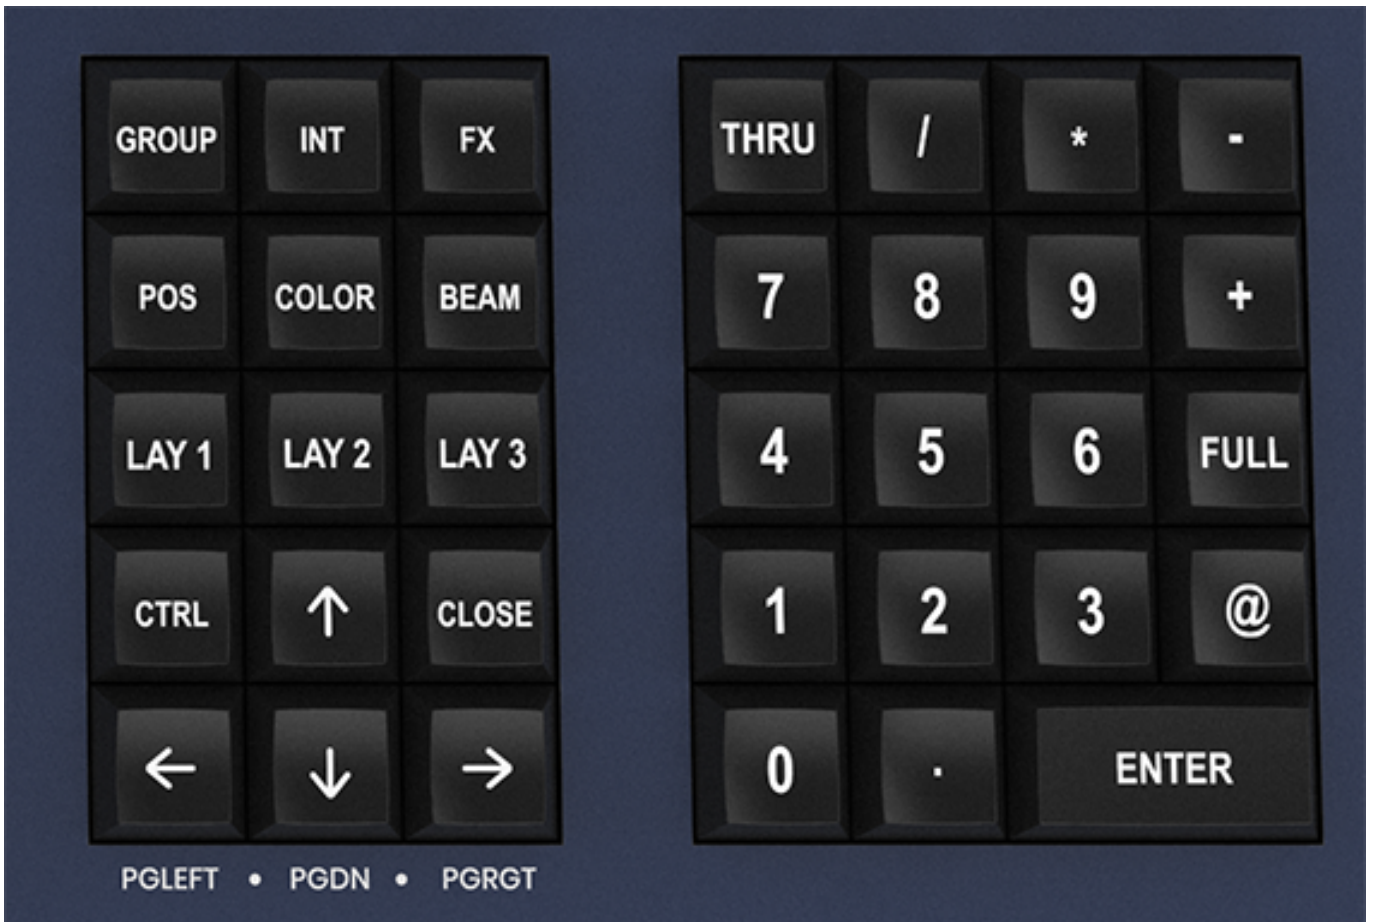 GROUP INT FX
POS COLOR BEAM
LAY 1 LAY 2 LAY 3
CTRL ↑ CLOSE
← ↓ →
PGLEFT • PGDN • PGRGT
THRU / * -
7 8 9 +
4 5 6 FULL
1 2 3 @
0 . ENTER